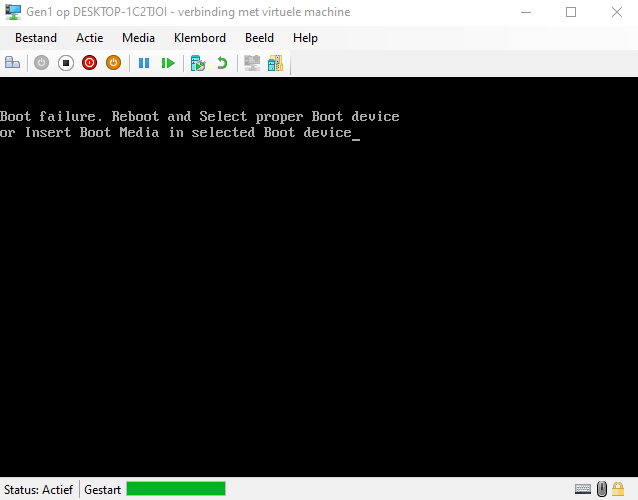 Gen1 op DESKTOP-1C2TJOI - verbinding met virtuele machine
Bestand Actie Media Klembord Beeld Help
Boot failure. Reboot and Select proper Boot device
or Insert Boot Media in selected Boot device_
Status: Actief Gestart